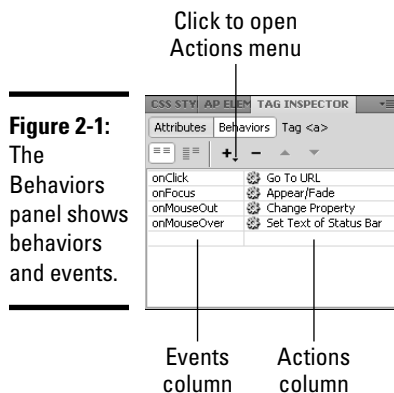 Click to open
Actions menu
Figure 2-1:
The
Behaviors
panel shows
behaviors
and events.
CSS STY AP ELEM TAG INSPECTOR
Attributes Behaviors Tag <a>
onClick Go To URL
onFocus Appear/Fade
onMouseOut Change Property
onMouseOver Set Text of Status Bar
Events
column
Actions
column